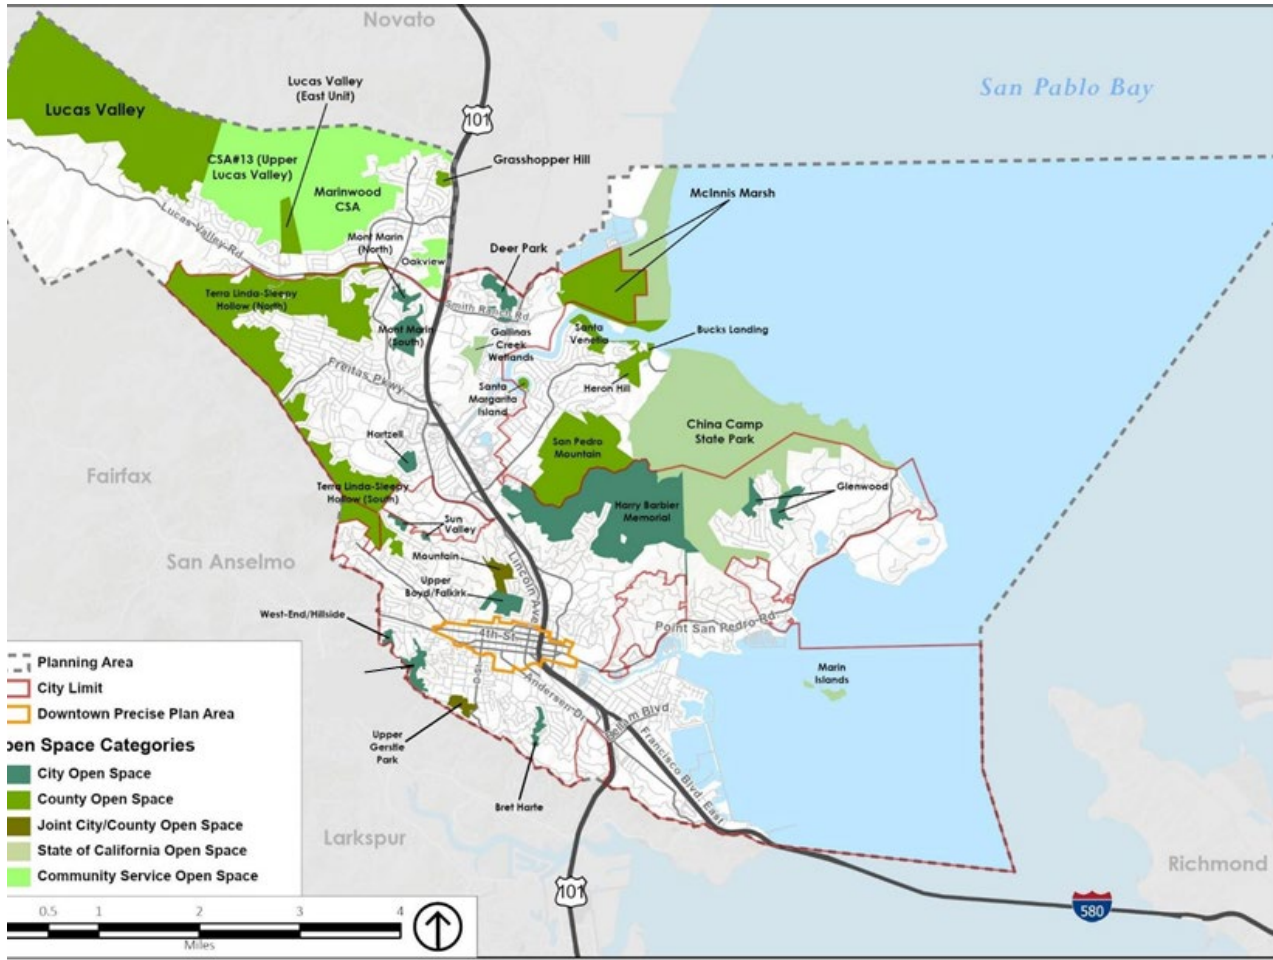 Novato
San Pablo Bay
Lucas Valley
(East Unit)
Lucas Valley
101
CSA#13 (Upper
Lucas Valley)
Grasshopper Hill
Marinwood
CSA
McInnis Marsh
Lucas Valley Rd
Mont Marin
(North)
Deer Park
Oakview
Terra Linda-Sleepy
Hollow (North)
Smith Ranch Rd
Mont Marin
(South)
Gallinas
Creek
Wetlands
Santa
Venetia
Bucks Landing
Freitas Pkwy
Santa
Margarita
Island
Heron Hill
China Camp
State Park
Hartzell
San Pedro
Mountain
Fairfax
Terra Linda-Sleepy
Hollow (South)
Harry Barbier
Memorial
Glenwood
Sun
Valley
San Anselmo
Mountain
Lincoln Ave
Upper
Boyd/Falkirk
West-End/Hillside
4th-St
Point San Pedro Rd
D-St
Marin
Islands
Andersen Dr
Bellam Blvd
Francisco Blvd East
Upper
Gerstle
Park
Bret Harte
Larkspur
Richmond
101
580
Planning Area
City Limit
Downtown Precise Plan Area
pen Space Categories
City Open Space
County Open Space
Joint City/County Open Space
State of California Open Space
Community Service Open Space
0.5 1 2 3 4
Miles